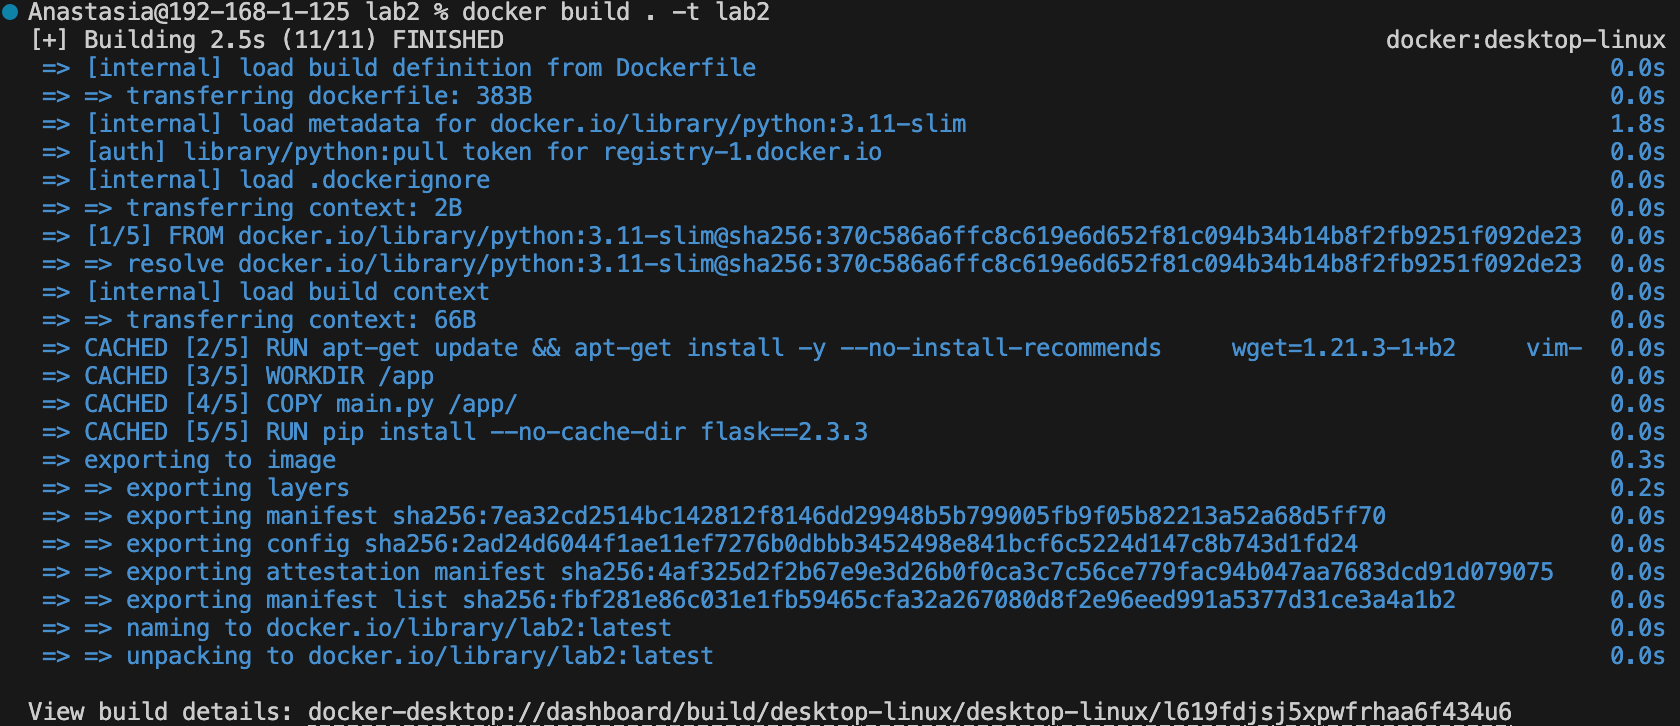 Anastasia@192-168-1-125 lab2 % docker build . -t lab2
[+] Building 2.5s (11/11) FINISHED docker:desktop-linux
=> [internal] load build definition from Dockerfile 0.0s
=> => transferring dockerfile: 383B 0.0s
=> [internal] load metadata for docker.io/library/python:3.11-slim 1.8s
=> [auth] library/python:pull token for registry-1.docker.io 0.0s
=> [internal] load .dockerignore 0.0s
=> => transferring context: 2B 0.0s
=> [1/5] FROM docker.io/library/python:3.11-slim@sha256:370c586a6ffc8c619e6d652f81c094b34b14b8f2fb9251f092de23 0.0s
=> => resolve docker.io/library/python:3.11-slim@sha256:370c586a6ffc8c619e6d652f81c094b34b14b8f2fb9251f092de23 0.0s
=> [internal] load build context 0.0s
=> => transferring context: 66B 0.0s
=> CACHED [2/5] RUN apt-get update && apt-get install -y --no-install-recommends wget=1.21.3-1+b2 vim- 0.0s
=> CACHED [3/5] WORKDIR /app 0.0s
=> CACHED [4/5] COPY main.py /app/ 0.0s
=> CACHED [5/5] RUN pip install --no-cache-dir flask==2.3.3 0.0s
=> exporting to image 0.3s
=> => exporting layers 0.2s
=> => exporting manifest sha256:7ea32cd2514bc142812f8146dd29948b5b799005fb9f05b82213a52a68d5ff70 0.0s
=> => exporting config sha256:2ad24d6044f1ae11ef7276b0dbbb3452498e841bcf6c5224d147c8b743d1fd24 0.0s
=> => exporting attestation manifest sha256:4af325d2f2b67e9e3d26b0f0ca3c7c56ce779fac94b047aa7683dcd91d079075 0.0s
=> => exporting manifest list sha256:fbf281e86c031e1fb59465cfa32a267080d8f2e96eed991a5377d31ce3a4a1b2 0.0s
=> => naming to docker.io/library/lab2:latest 0.0s
=> => unpacking to docker.io/library/lab2:latest 0.0s
View build details: docker-desktop://dashboard/build/desktop-linux/desktop-linux/l619fdjsj5xpwfrhaa6f434u6